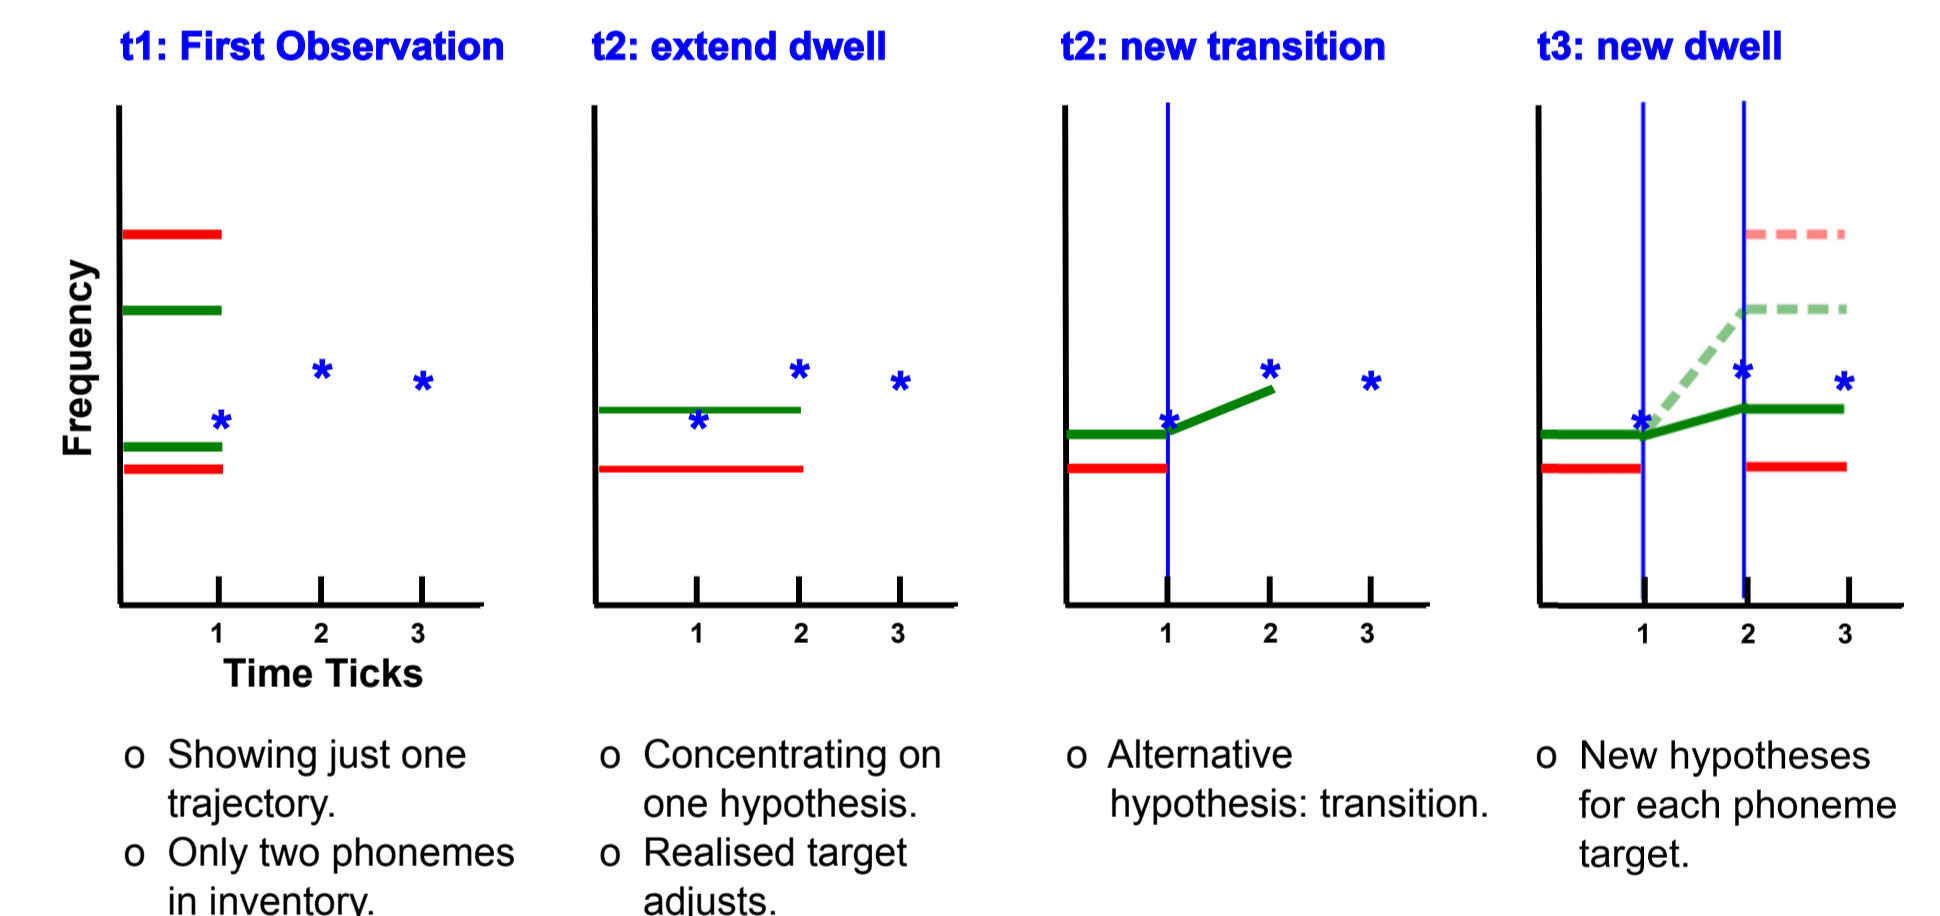 t1: First Observation
t2: extend dwell
t2: new transition
t3: new dwell
Frequency
*
*
*
*
*
*
*
*
*
*
*
*
1 2 3
1 2 3
1 2 3
1 2 3
Time Ticks
o Showing just one
trajectory.
o Only two phonemes
in inventory.
o Concentrating on
one hypothesis.
o Realised target
adjusts.
o Alternative
hypothesis: transition.
o New hypotheses
for each phoneme
target.